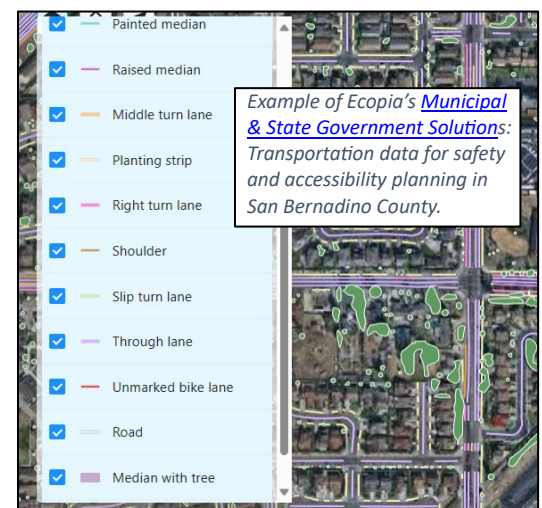 Painted median
Raised median
Middle turn lane
Planting strip
Right turn lane
Shoulder
Slip turn lane
Through lane
Unmarked bike lane
Road
Median with tree
Example of Ecopia's Municipal
& State Government Solutions:
Transportation data for safety
and accessibility planning in
San Bernadino County.